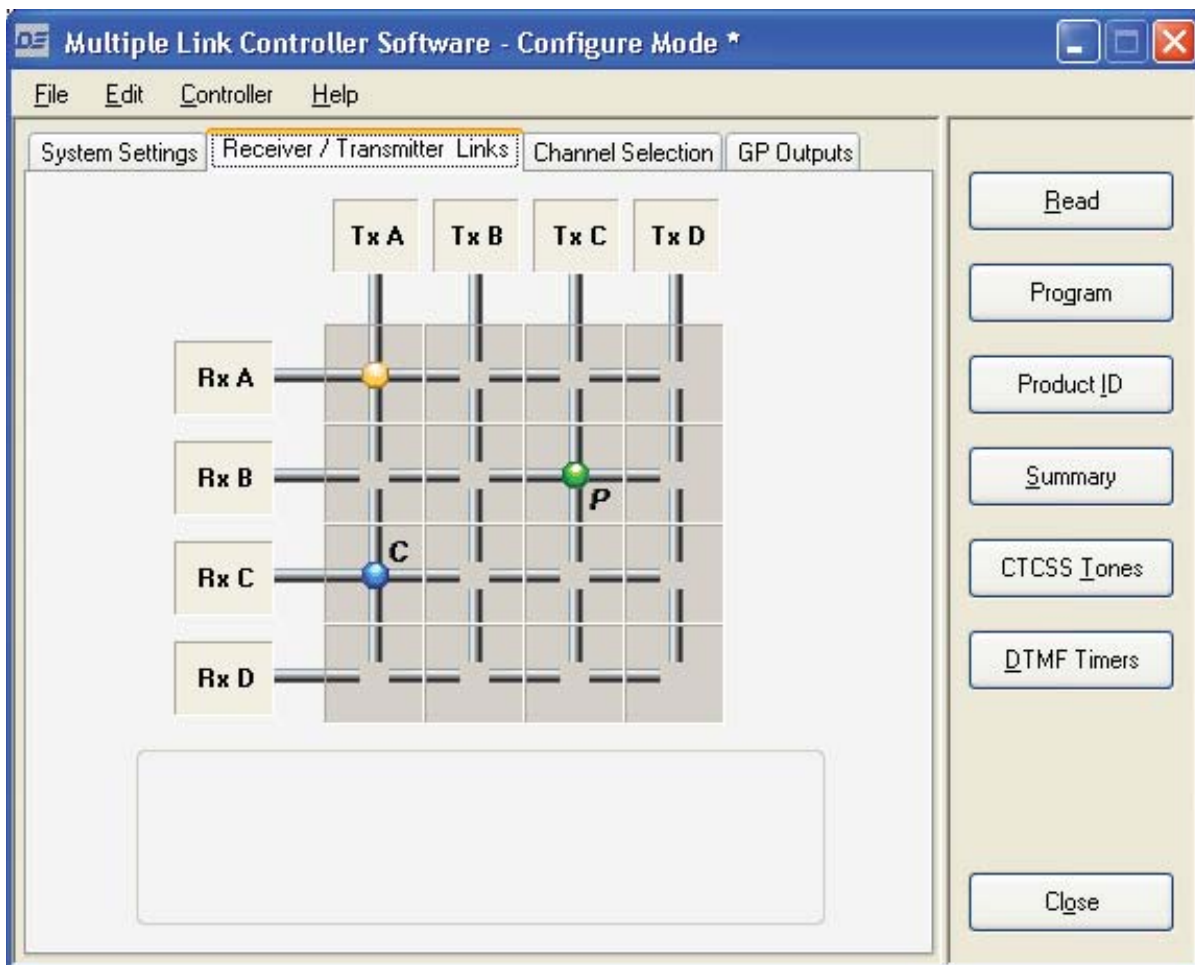 DE Multiple Link Controller Software - Configure Mode *
File Edit Controller Help
System Settings Receiver / Transmitter Links Channel Selection GP Outputs
Tx A Tx B Tx C Tx D
Rx A
Rx B
P
C
Rx C
Rx D
Read
Program
Product ID
Summary
CTCSS Tones
DTMF Timers
Close